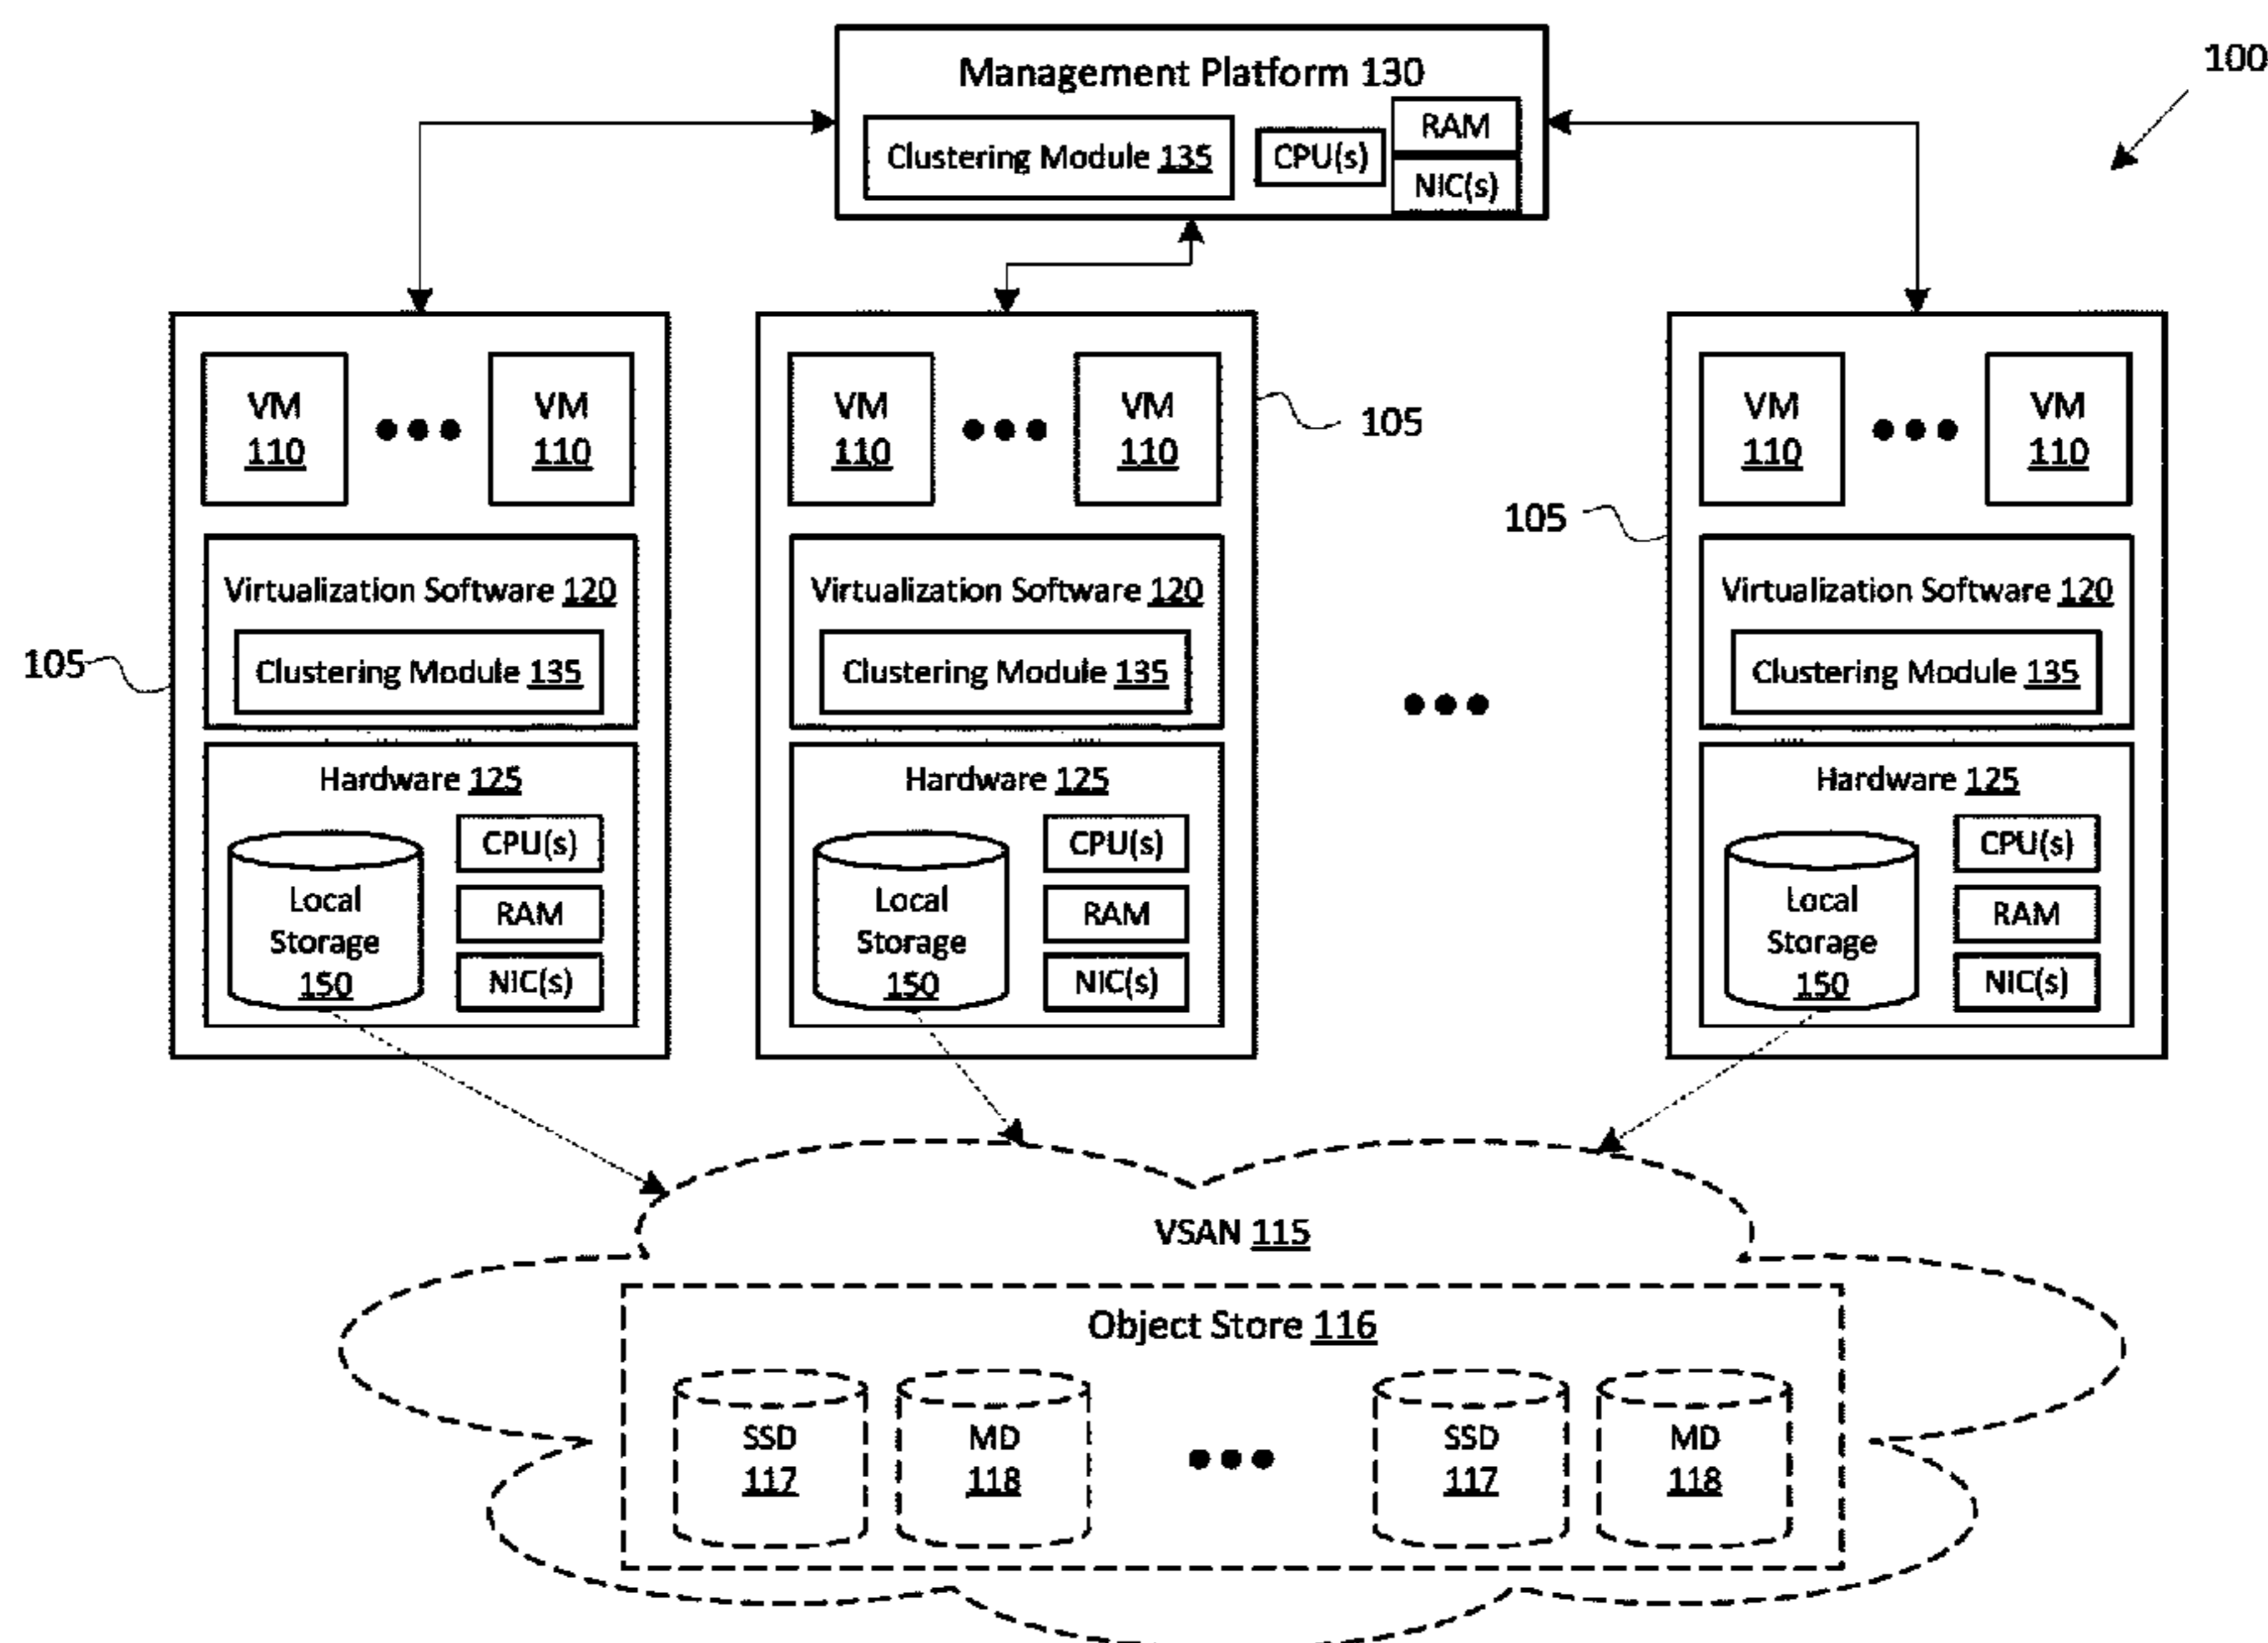 100
Management Platform 130
Clustering Module 135
CPU(s)
RAM
NIC(s)
VM
110
VM
110
Virtualization Software 120
Clustering Module 135
Hardware 125
Local
Storage
150
CPU(s)
RAM
NIC(s)
105
VM
110
VM
110
Virtualization Software 120
Clustering Module 135
Hardware 125
Local
Storage
150
CPU(s)
RAM
NIC(s)
105
VM
110
VM
110
Virtualization Software 120
Clustering Module 135
Hardware 125
Local
Storage
150
CPU(s)
RAM
NIC(s)
105
VSAN 115
Object Store 116
SSD
117
MD
118
SSD
117
MD
118